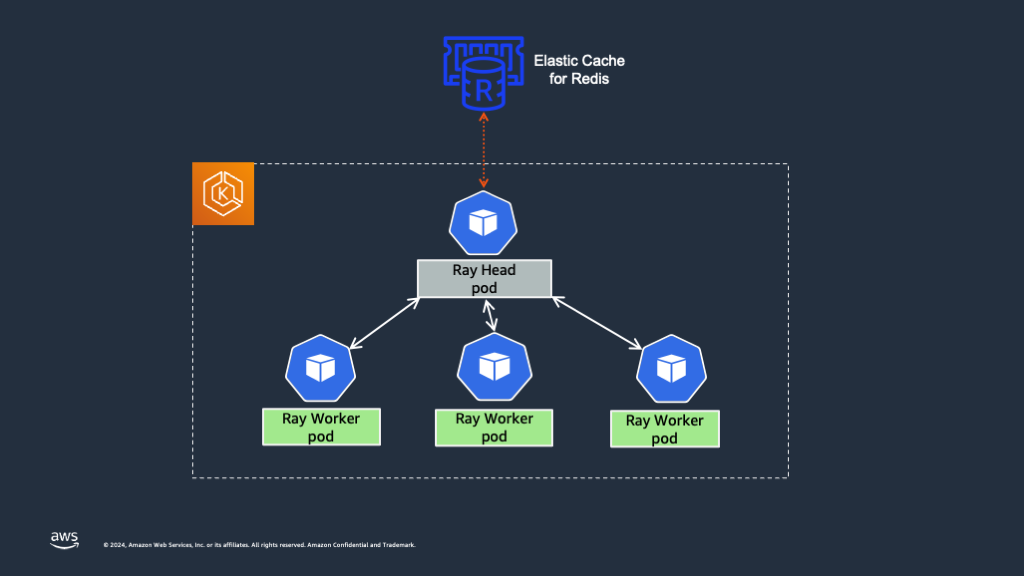 R
Elastic Cache
for Redis
K
Ray Head
pod
Ray Worker
pod
Ray Worker
pod
Ray Worker
pod
aws
© 2024, Amazon Web Services, Inc. or its affiliates. All rights reserved. Amazon Confidential and Trademark.